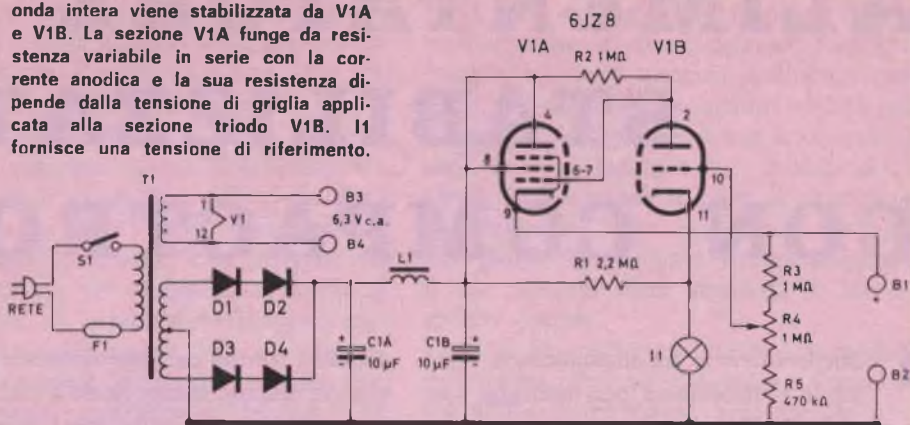 onda intera viene stabilizzata da V1A
e V1B. La sezione V1A funge da resi-
stenza variabile in serie con la cor-
rente anodica e la sua resistenza di-
pende dalla tensione di griglia appli-
cata alla sezione triodo V1B. I1
fornisce una tensione di riferimento.
6JZ8
V1A
V1B
R2 1MΩ
4
2
8
6-7
10
9
11
T1
1
V1
12
B3
6,3 V c.a.
B4
S1
RETE
F1
D1
D2
D3
D4
L1
C1A
10 µF
C1B
10 µF
R1 2,2 MΩ
I1
R3
1 MΩ
R4
1 MΩ
R5
470 kΩ
B1
B2